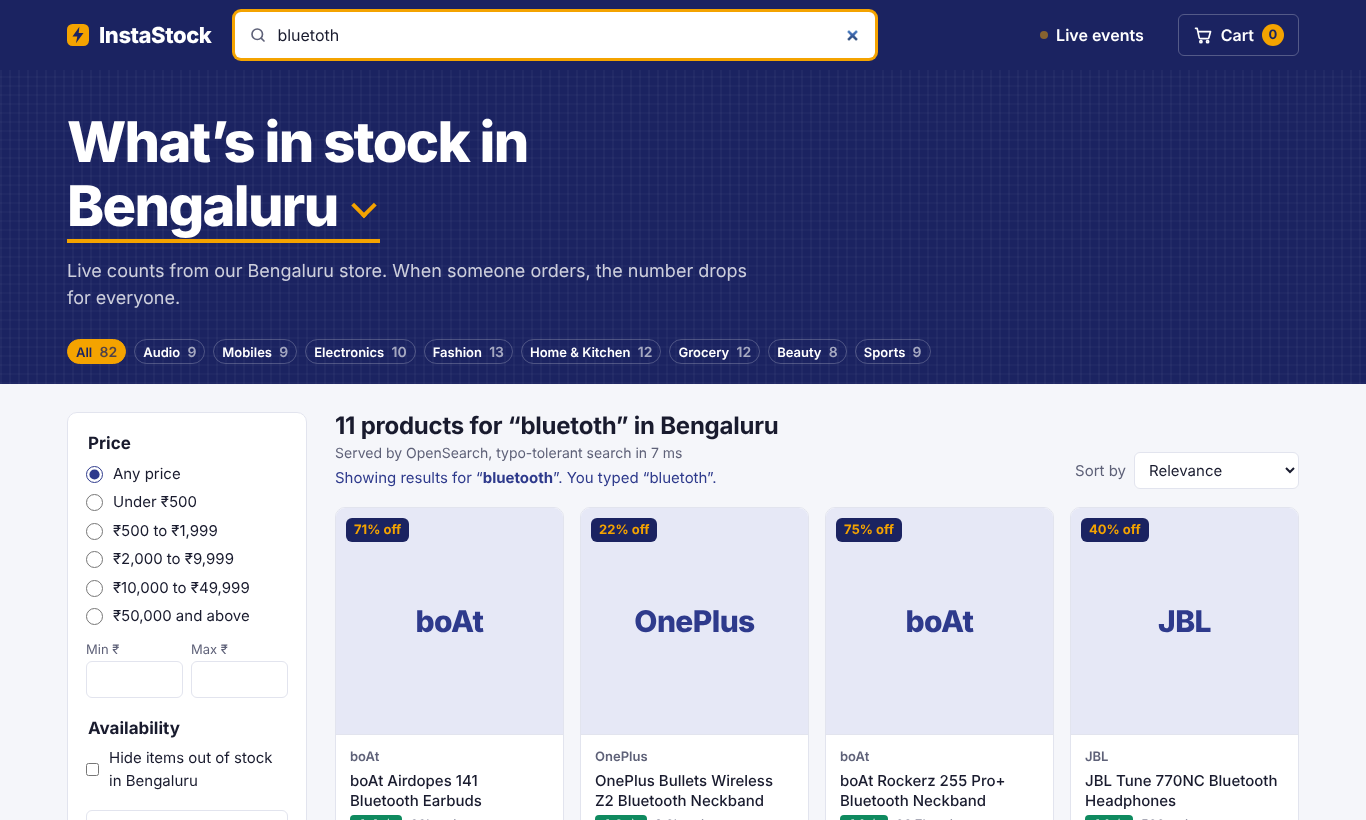 InstaStock
bluetoth
Live events
Cart 0
What’s in stock in
Bengaluru
Live counts from our Bengaluru store. When someone orders, the number drops
for everyone.
All 82
Audio 9
Mobiles 9
Electronics 10
Fashion 13
Home & Kitchen 12
Grocery 12
Beauty 8
Sports 9
Price
Any price
Under ₹500
₹500 to ₹1,999
₹2,000 to ₹9,999
₹10,000 to ₹49,999
₹50,000 and above
Min ₹
Max ₹
Availability
Hide items out of stock
in Bengaluru
11 products for “bluetoth” in Bengaluru
Served by OpenSearch, typo-tolerant search in 7 ms
Showing results for “bluetooth”. You typed “bluetoth”.
Sort by
Relevance
71% off
boAt
boAt
boAt Airdopes 141
Bluetooth Earbuds
22% off
OnePlus
OnePlus
OnePlus Bullets Wireless
Z2 Bluetooth Neckband
75% off
boAt
boAt
boAt Rockerz 255 Pro+
Bluetooth Neckband
40% off
JBL
JBL
JBL Tune 770NC Bluetooth
Headphones